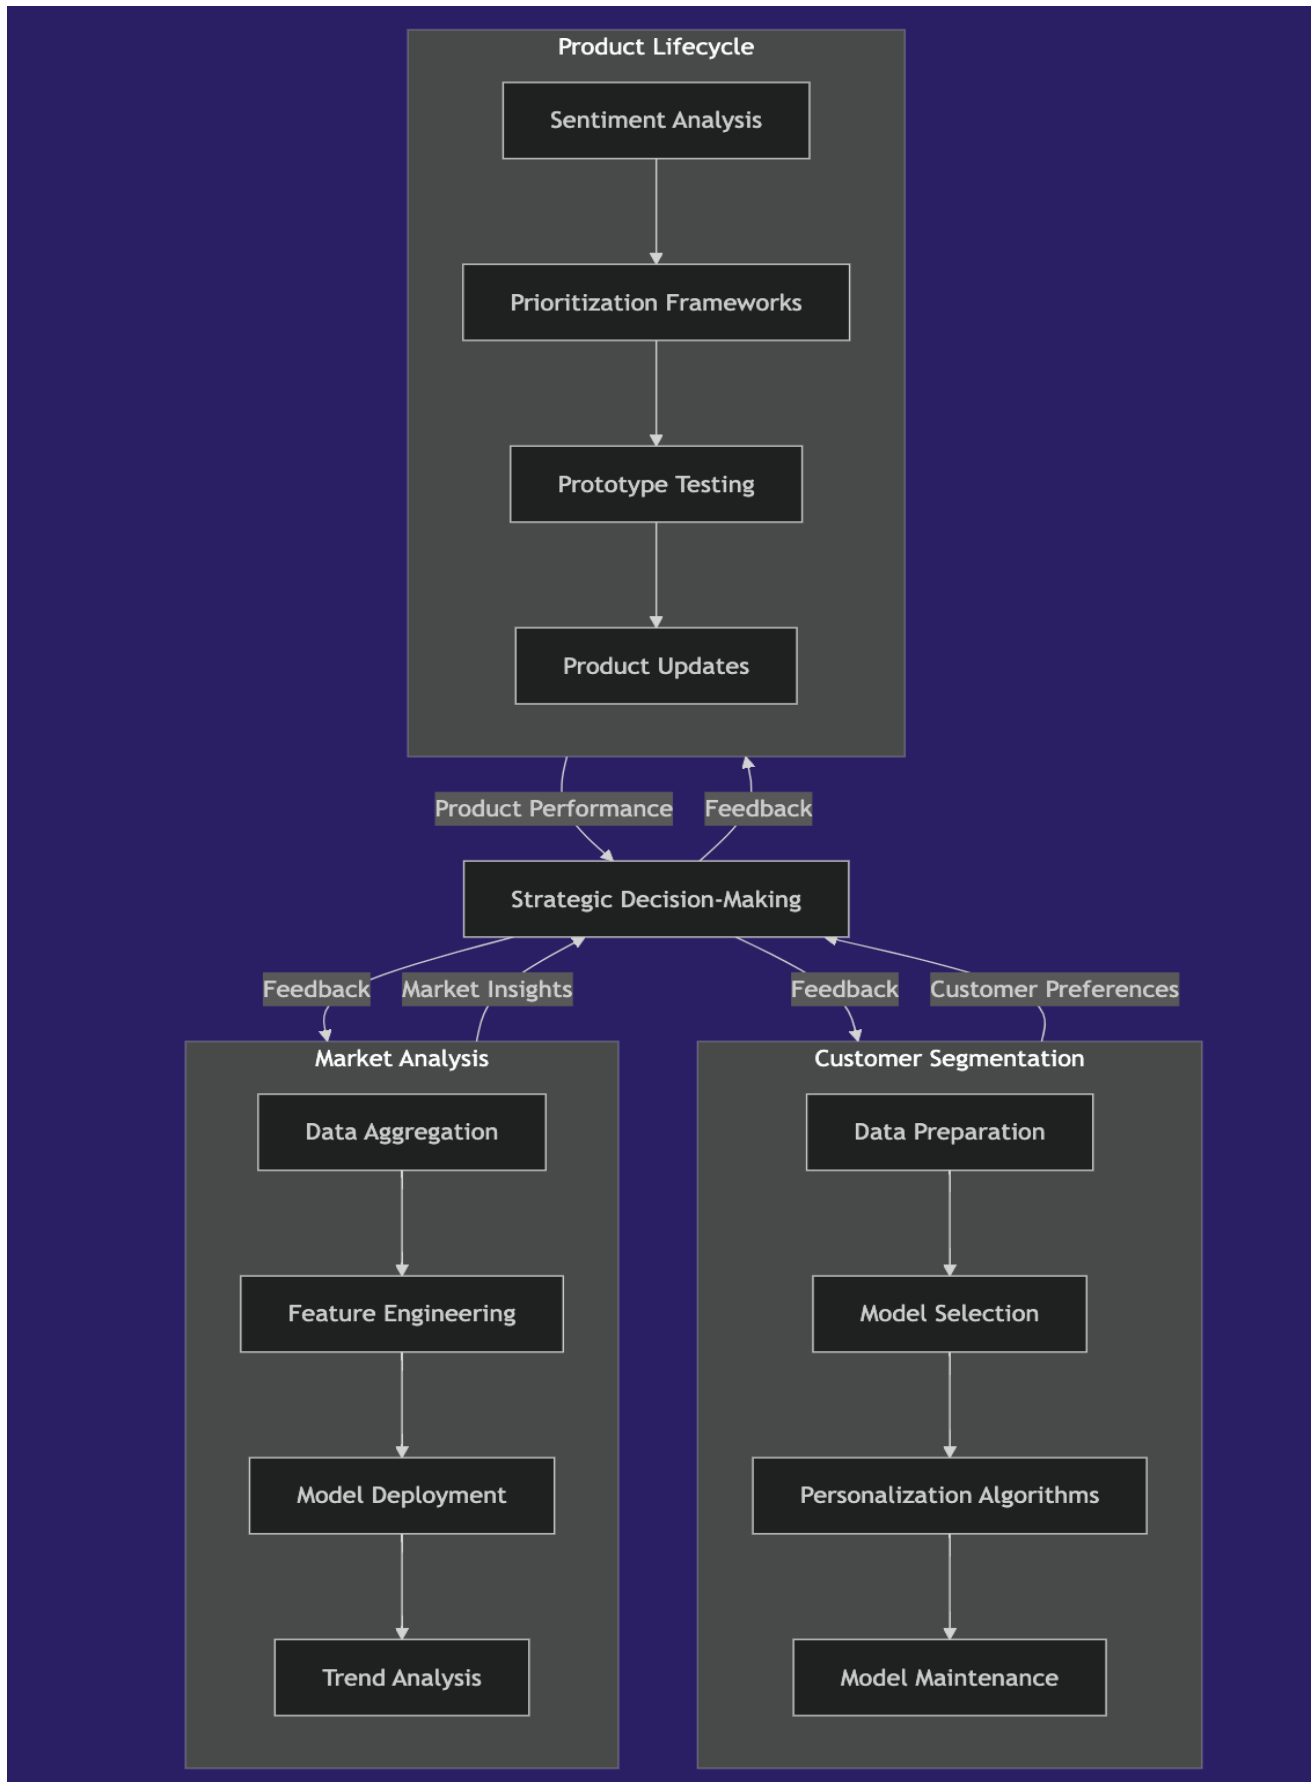 Product Lifecycle
Sentiment Analysis
Prioritization Frameworks
Prototype Testing
Product Updates
Product Performance
Feedback
Strategic Decision-Making
Feedback
Market Insights
Feedback
Customer Preferences
Market Analysis
Data Aggregation
Feature Engineering
Model Deployment
Trend Analysis
Customer Segmentation
Data Preparation
Model Selection
Personalization Algorithms
Model Maintenance